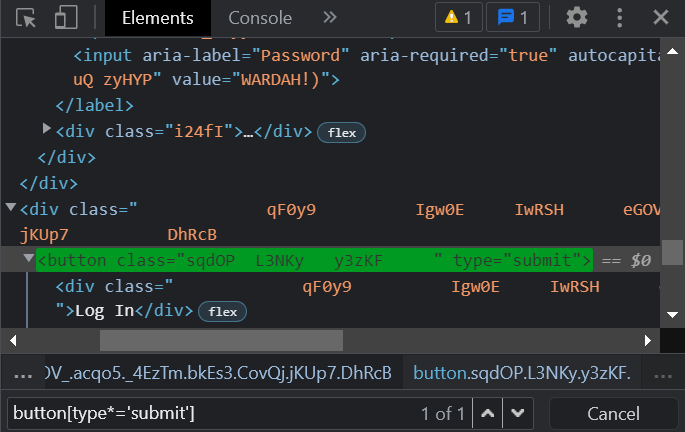 Elements Console » 1 1
<input aria-label="Password" aria-required="true" autocapita
uQ zyHYP" value="WARDAH!)">
</label>
<div class="i24fI">…</div> flex
</div>
</div>
<div class=" qF0y9 Igw0E IwRSH eGOV
jKUp7 DhRcB
<button class="sqdOP L3NKy y3zKF " type="submit"> == $0
<div class=" qF0y9 Igw0E IwRSH
">Log In</div> flex
... OV_.acqo5._4EzTm.bkEs3.CovQj.jKUp7.DhRcB button.sqdOP.L3NKy.y3zKF. ...
button[type*='submit'] 1 of 1 Cancel